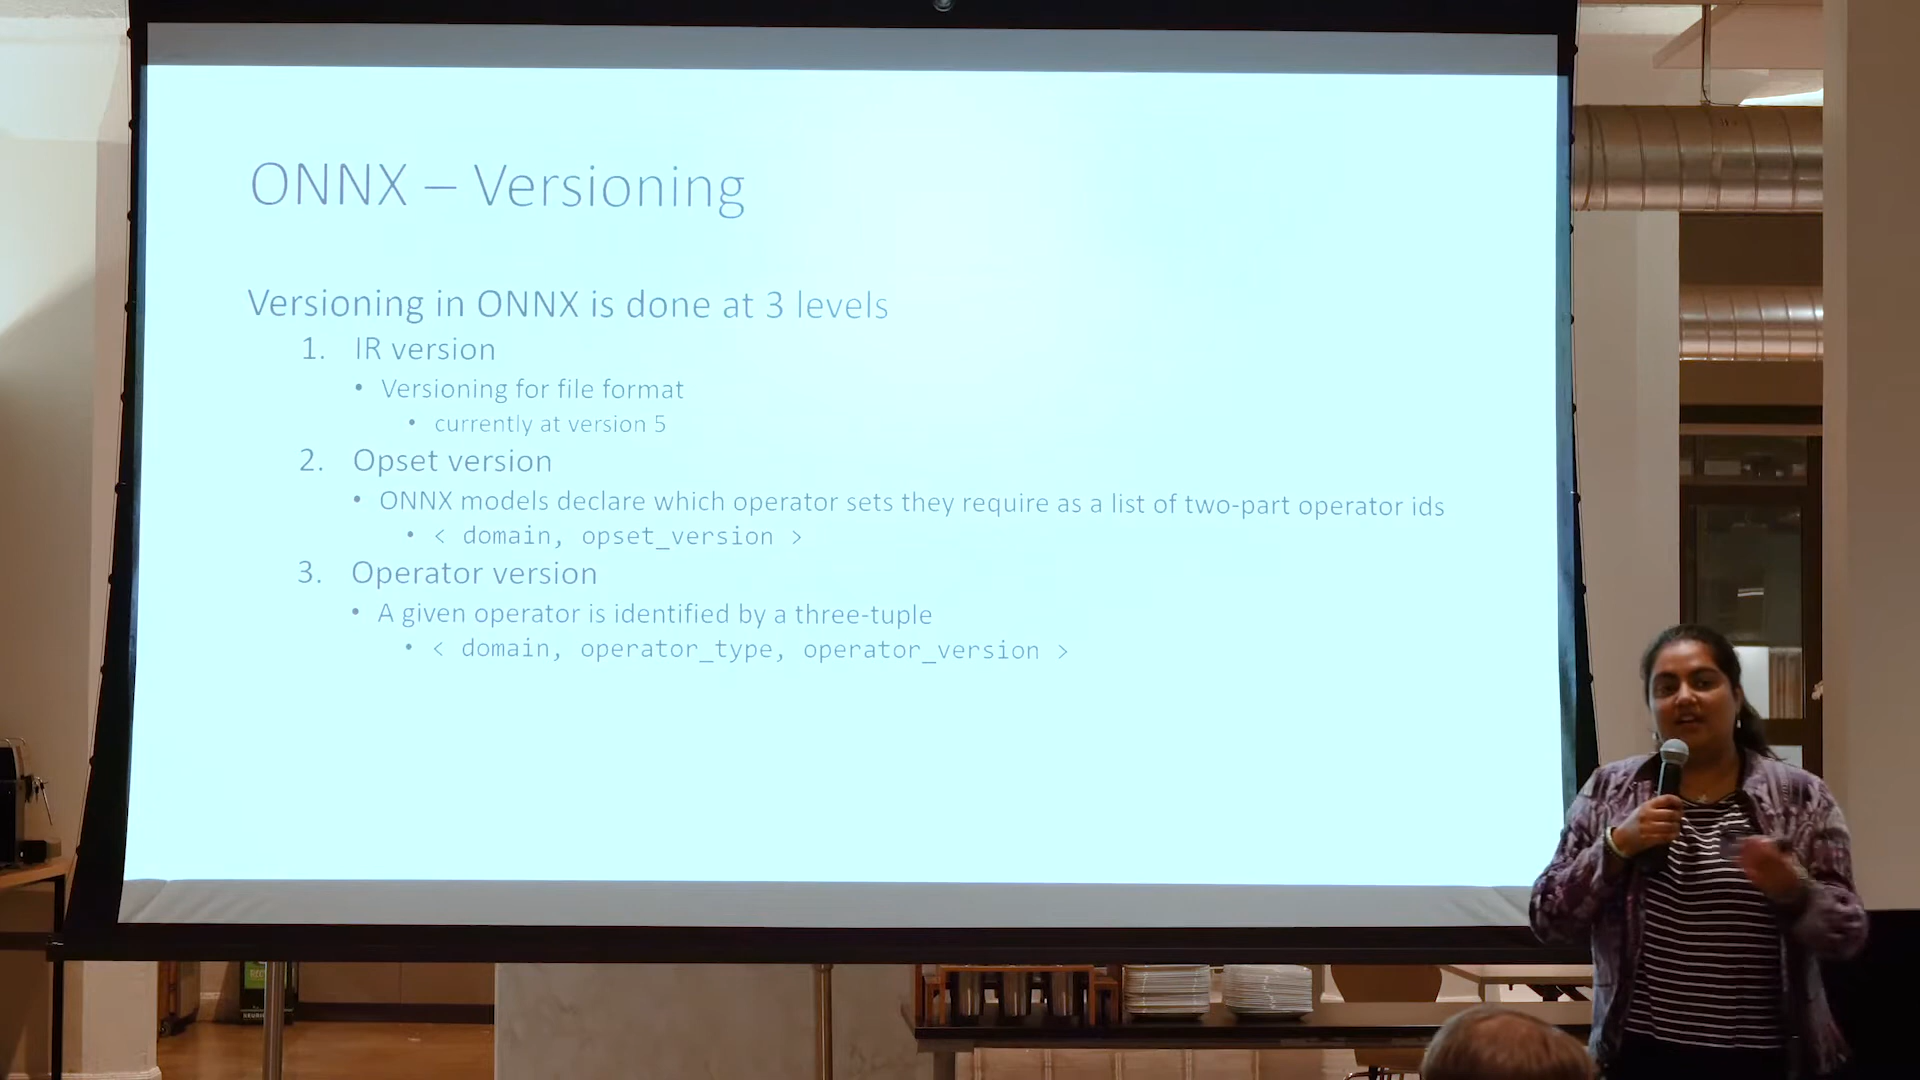 ONNX – Versioning
Versioning in ONNX is done at 3 levels
1. IR version
• Versioning for file format
• currently at version 5
2. Opset version
• ONNX models declare which operator sets they require as a list of two-part operator ids
• < domain, opset_version >
3. Operator version
• A given operator is identified by a three-tuple
• < domain, operator_type, operator_version >